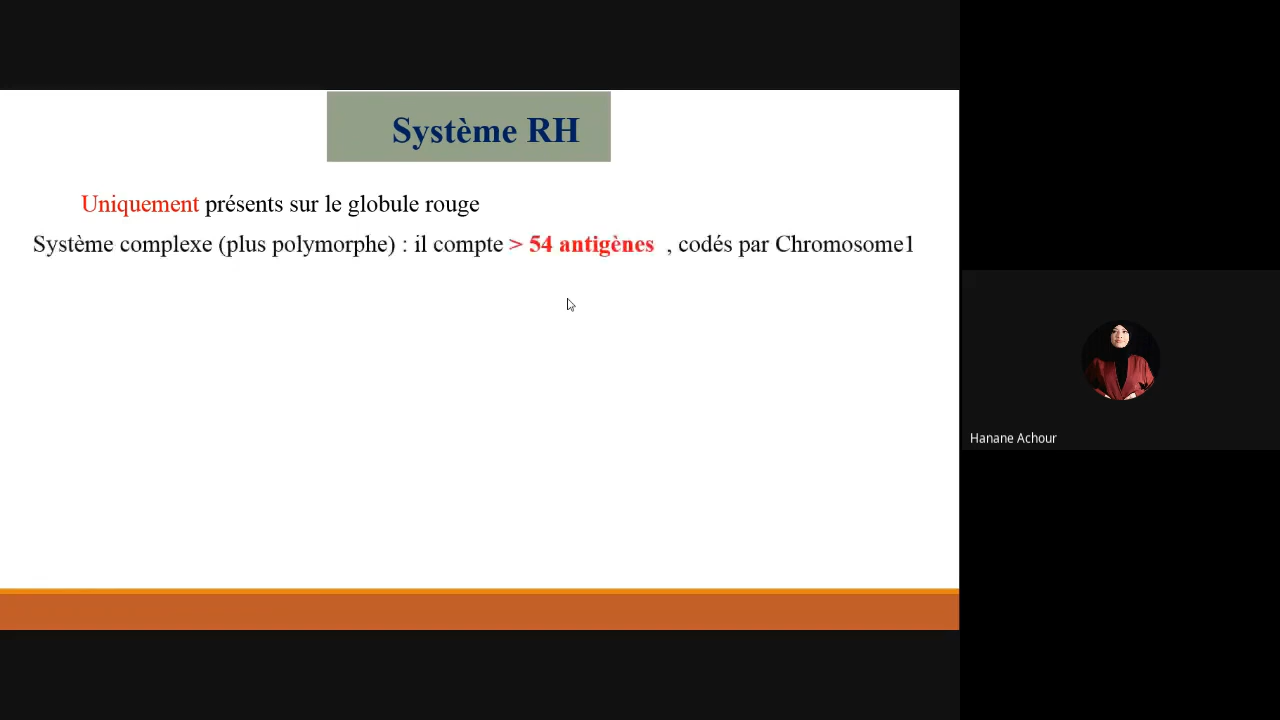 Système RH
Uniquement présents sur le globule rouge
Système complexe (plus polymorphe) : il compte > 54 antigènes , codés par Chromosome1
Hanane Achour